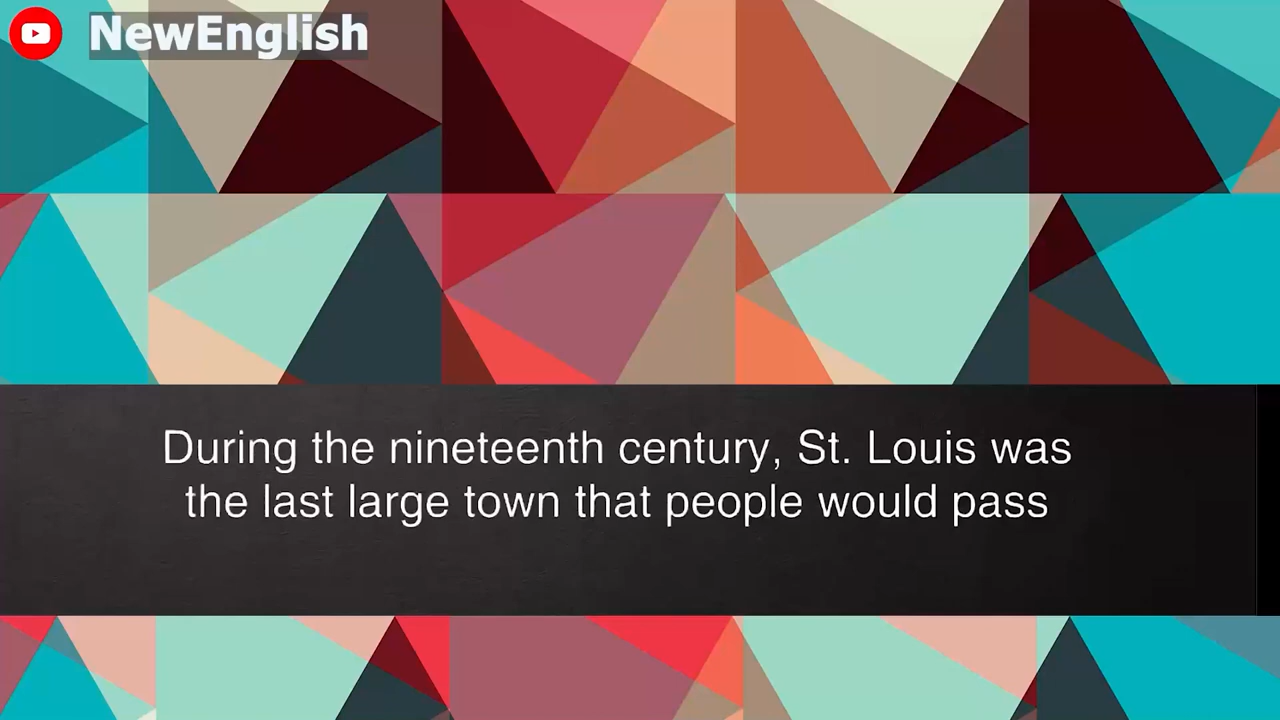 NewEnglish
During the nineteenth century, St. Louis was
the last large town that people would pass